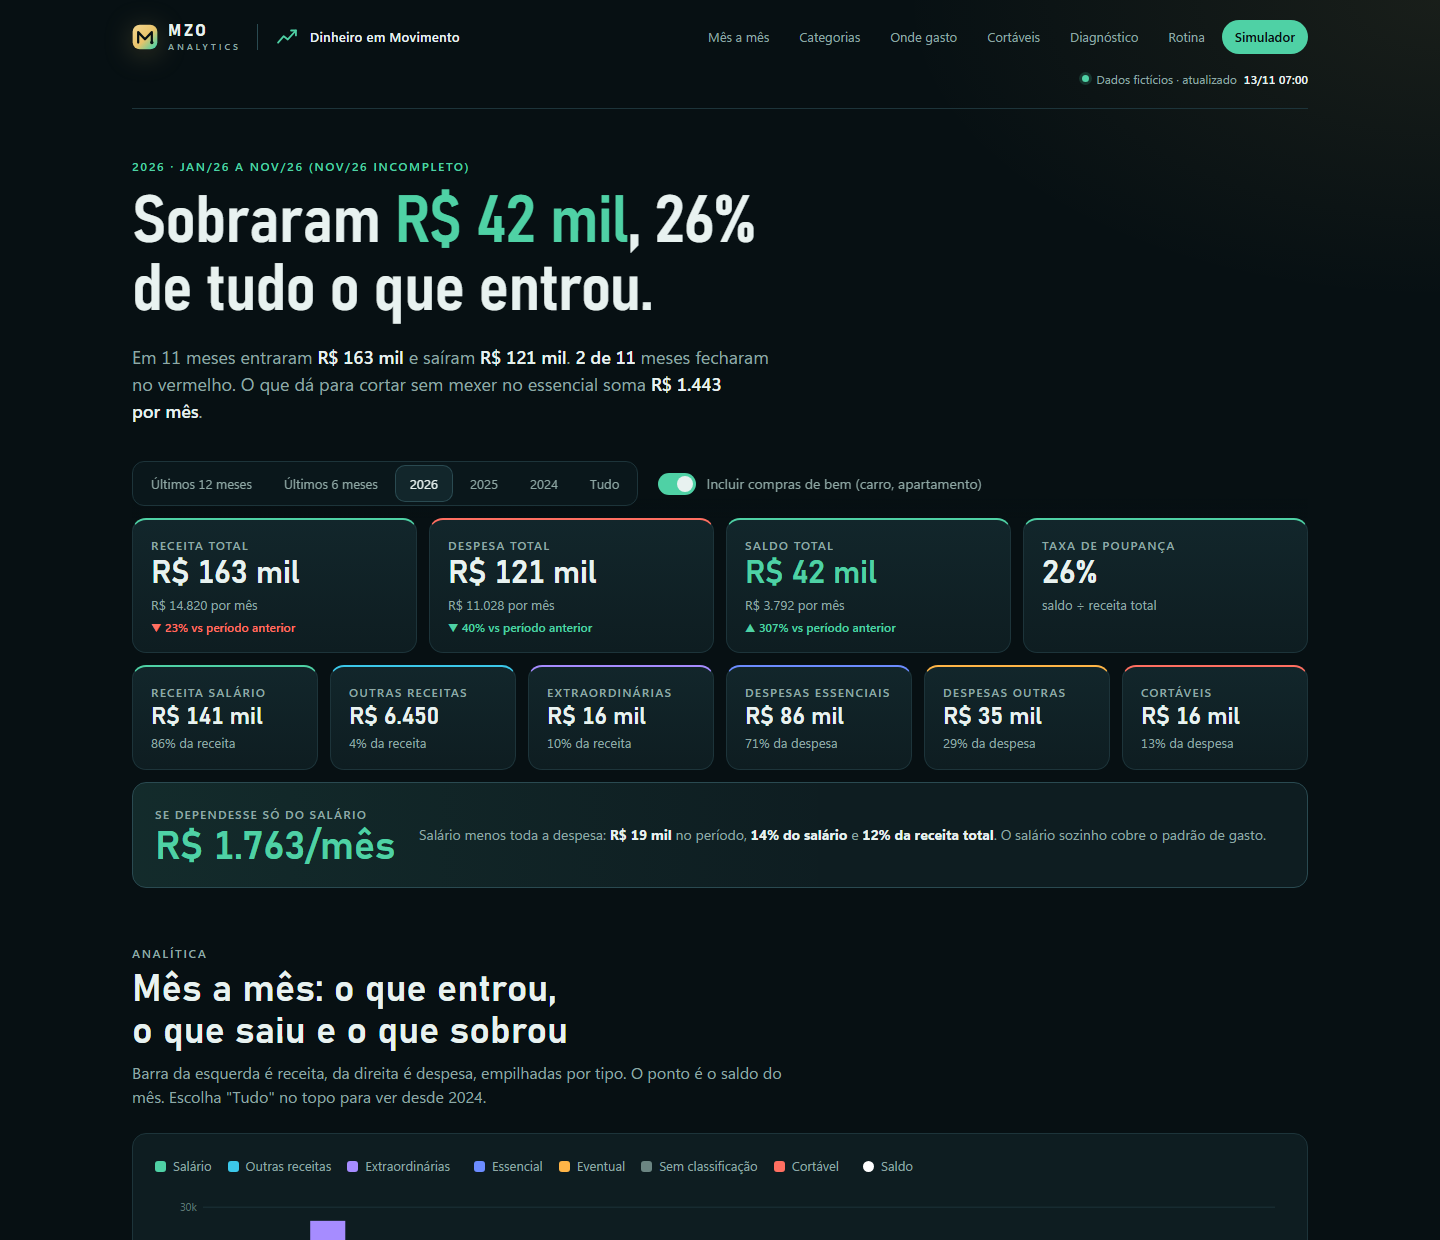 MZO
ANALYTICS
Dinheiro em Movimento
Mês a mês
Categorias
Onde gasto
Cortáveis
Diagnóstico
Rotina
Simulador
Dados fictícios · atualizado 13/11 07:00
2026 · JAN/26 A NOV/26 (NOV/26 INCOMPLETO)
Sobraram R$ 42 mil, 26%
de tudo o que entrou.
Em 11 meses entraram R$ 163 mil e saíram R$ 121 mil. 2 de 11 meses fecharam
no vermelho. O que dá para cortar sem mexer no essencial soma R$ 1.443
por mês.
Últimos 12 meses
Últimos 6 meses
2026
2025
2024
Tudo
Incluir compras de bem (carro, apartamento)
RECEITA TOTAL
R$ 163 mil
R$ 14.820 por mês
▼ 23% vs período anterior
DESPESA TOTAL
R$ 121 mil
R$ 11.028 por mês
▼ 40% vs período anterior
SALDO TOTAL
R$ 42 mil
R$ 3.792 por mês
▲ 307% vs período anterior
TAXA DE POUPANÇA
26%
saldo ÷ receita total
RECEITA SALÁRIO
R$ 141 mil
86% da receita
OUTRAS RECEITAS
R$ 6.450
4% da receita
EXTRAORDINÁRIAS
R$ 16 mil
10% da receita
DESPESAS ESSENCIAIS
R$ 86 mil
71% da despesa
DESPESAS OUTRAS
R$ 35 mil
29% da despesa
CORTÁVEIS
R$ 16 mil
13% da despesa
SE DEPENDESSE SÓ DO SALÁRIO
R$ 1.763/mês
Salário menos toda a despesa: R$ 19 mil no período, 14% do salário e 12% da receita total. O salário sozinho cobre o padrão de gasto.
ANALÍTICA
Mês a mês: o que entrou,
o que saiu e o que sobrou
Barra da esquerda é receita, da direita é despesa, empilhadas por tipo. O ponto é o saldo do
mês. Escolha "Tudo" no topo para ver desde 2024.
Salário
Outras receitas
Extraordinárias
Essencial
Eventual
Sem classificação
Cortável
Saldo
30k